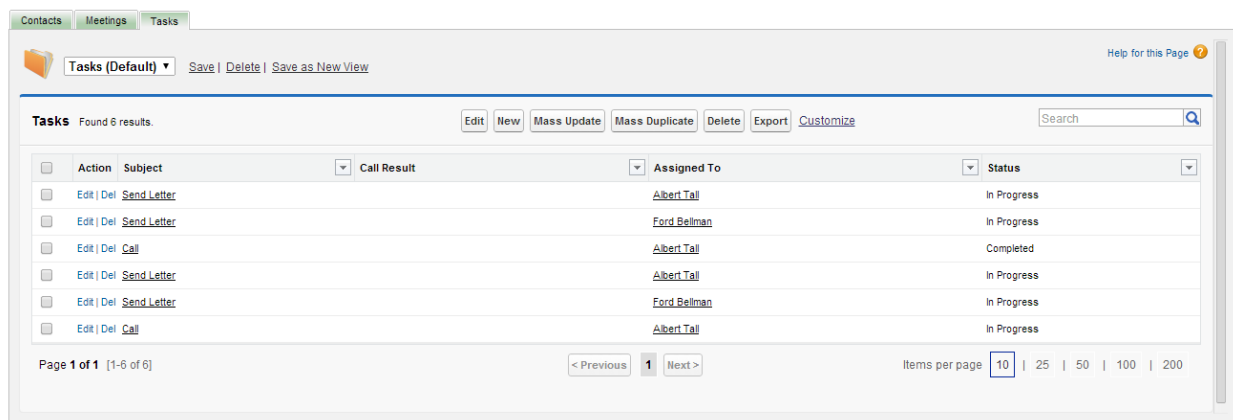 Contacts Meetings Tasks
Help for this Page ?
Tasks (Default) ▼ Save | Delete | Save as New View
Tasks Found 6 results. Edit New Mass Update Mass Duplicate Delete Export Customize Search
Action Subject Call Result Assigned To Status
Edit | Del Send Letter Albert Tall In Progress
Edit | Del Send Letter Ford Bellman In Progress
Edit | Del Call Albert Tall Completed
Edit | Del Send Letter Albert Tall In Progress
Edit | Del Send Letter Ford Bellman In Progress
Edit | Del Call Albert Tall In Progress
Page 1 of 1 [1-6 of 6] < Previous 1 Next > Items per page 10 | 25 | 50 | 100 | 200